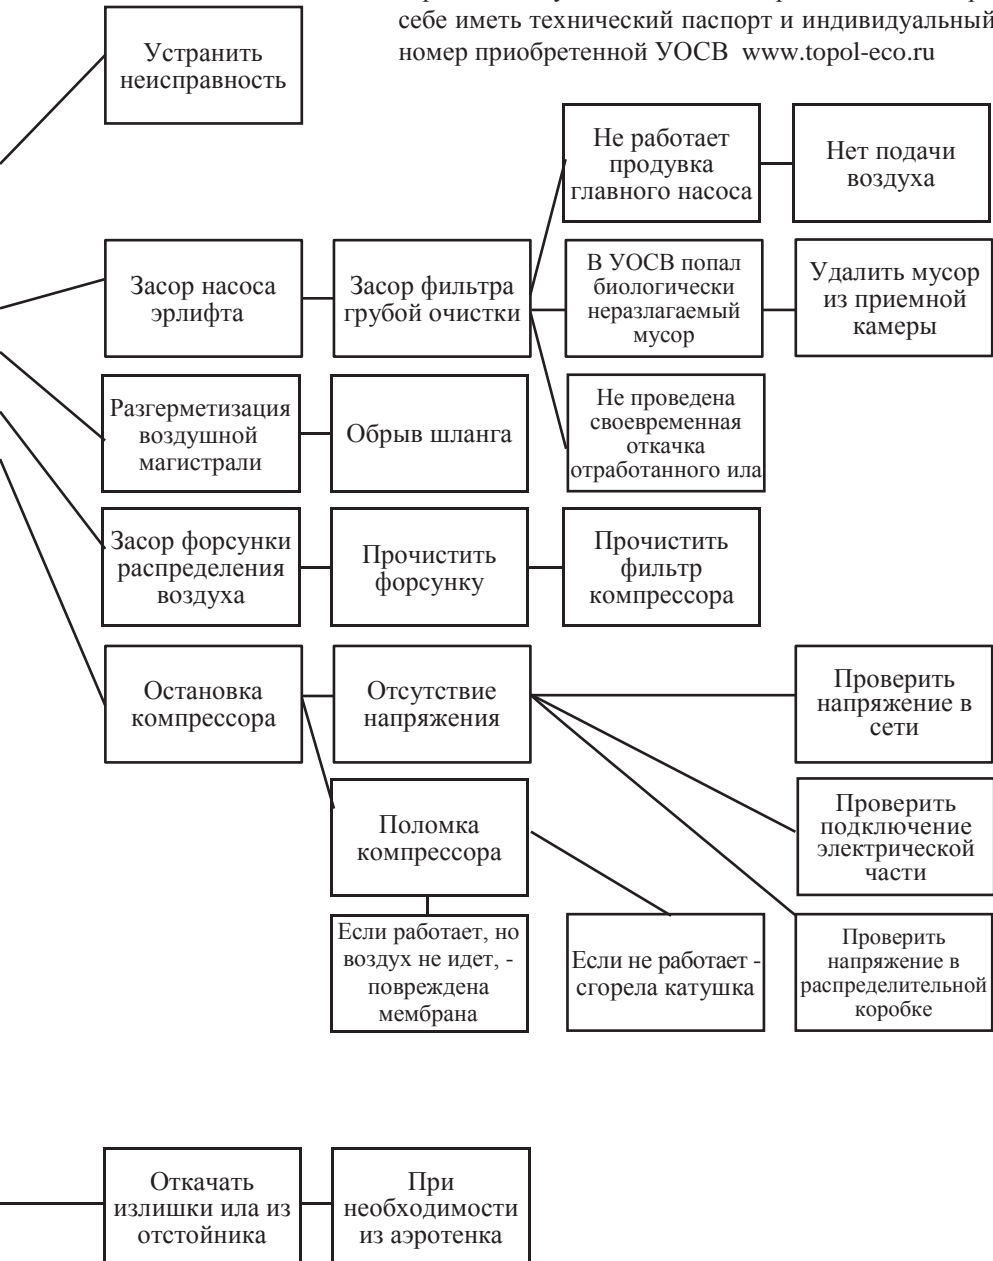 себе иметь технический паспорт и индивидуальный
номер приобретенной УОСВ www.topol-eco.ru
Устранить
неисправность
Не работает
продувка
главного насоса
Нет подачи
воздуха
Засор насоса
эрлифта
Засор фильтра
грубой очистки
В УОСВ попал
биологически
неразлагаемый
мусор
Удалить мусор
из приемной
камеры
Разгерметизация
воздушной
магистрали
Обрыв шланга
Не проведена
своевременная
откачка
отработанного ила
Засор форсунки
распределения
воздуха
Прочистить
форсунку
Прочистить
фильтр
компрессора
Остановка
компрессора
Отсутствие
напряжения
Проверить
напряжение в
сети
Поломка
компрессора
Проверить
подключение
электрической
части
Если работает, но
воздух не идет, -
повреждена
мембрана
Если не работает -
сгорела катушка
Проверить
напряжение в
распределительной
коробке
Откачать
излишки ила из
отстойника
При
необходимости
из аэротенка